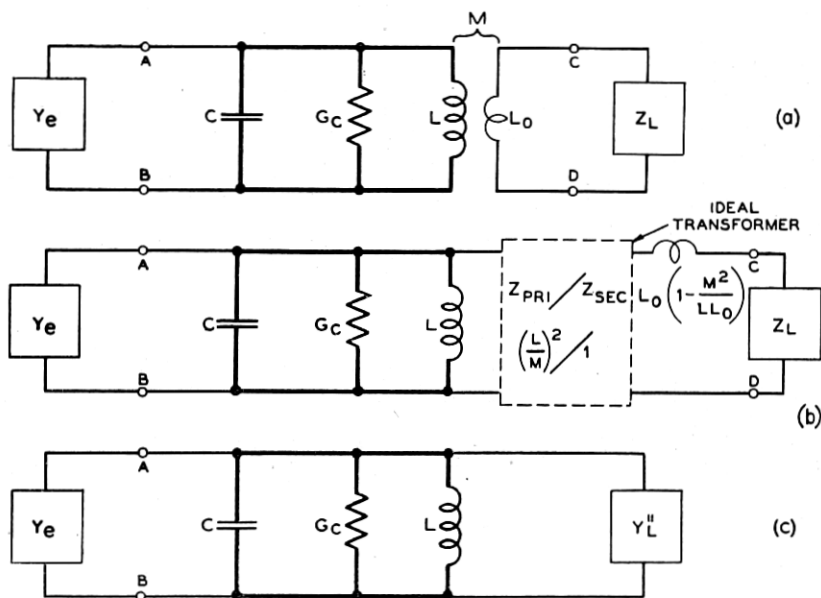 M
A
C
Ye
C
Gc
L
L0
ZL
(a)
B
D
IDEAL
TRANSFORMER
A
C
Ye
C
Gc
L
ZPRI / ZSEC
(L/M)² / 1
L0 (1 - M²/LL0)
ZL
B
D
(b)
A
Ye
C
Gc
L
Y"L
(c)
B